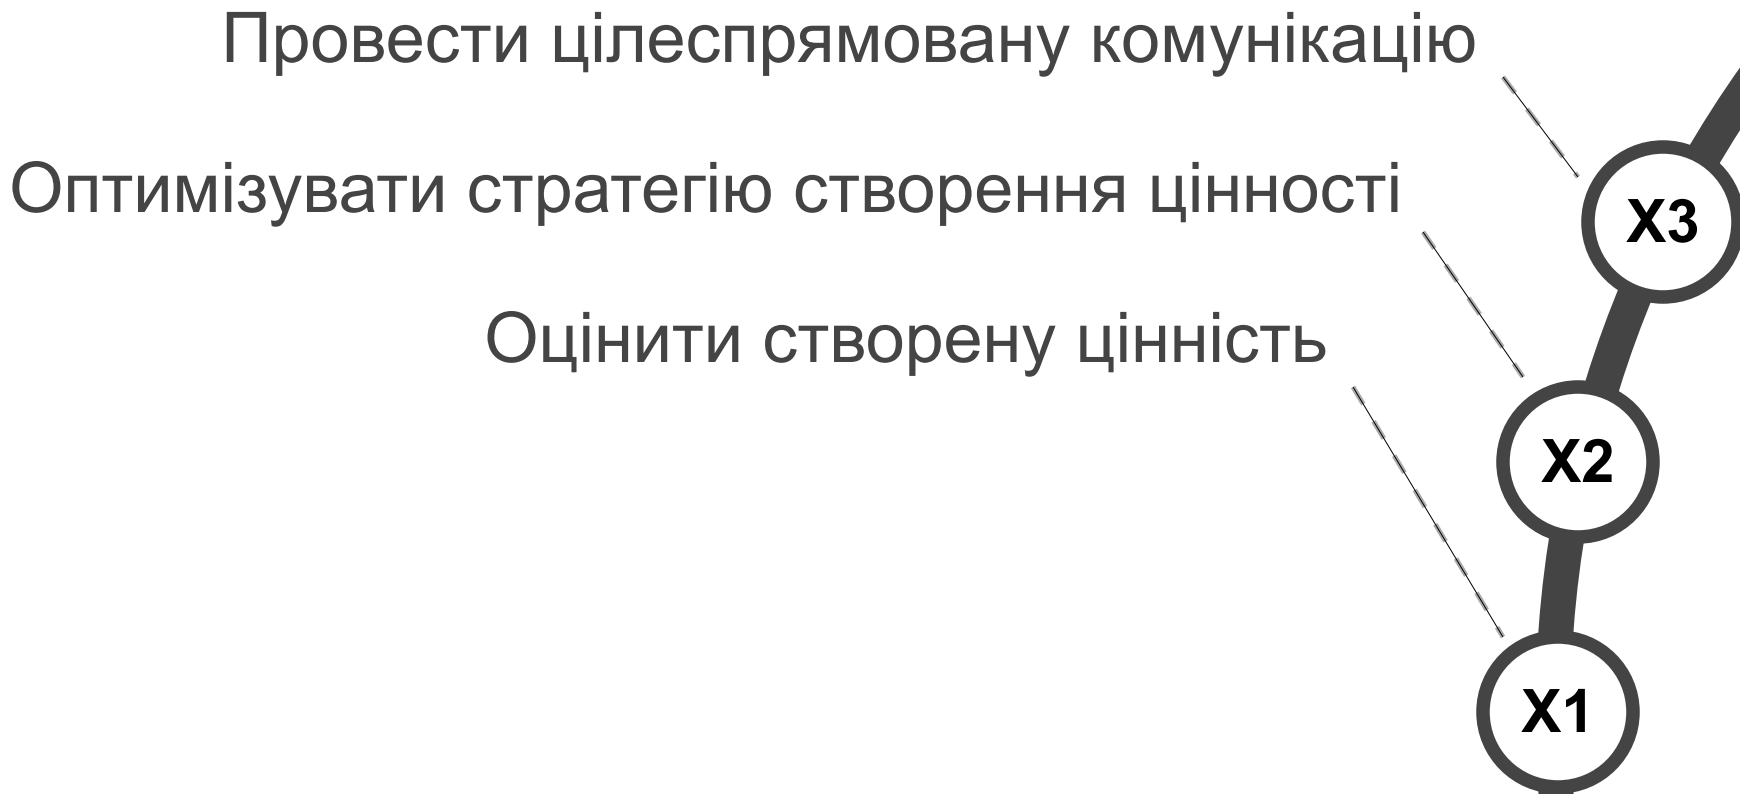 Провести цілеспрямовану комунікацію
Оптимізувати стратегію створення цінності
X3
Оцінити створену цінність
X2
X1